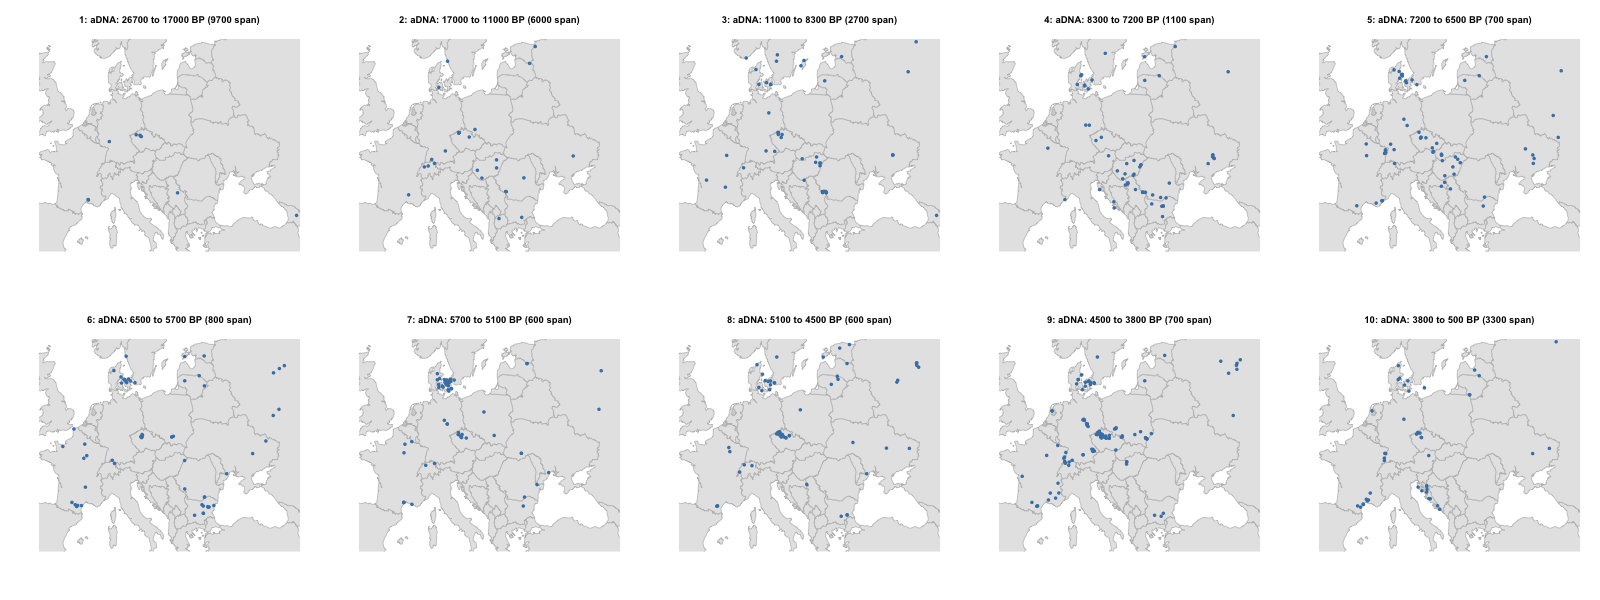 1: aDNA: 26700 to 17000 BP (9700 span)
2: aDNA: 17000 to 11000 BP (6000 span)
3: aDNA: 11000 to 8300 BP (2700 span)
4: aDNA: 8300 to 7200 BP (1100 span)
5: aDNA: 7200 to 6500 BP (700 span)
6: aDNA: 6500 to 5700 BP (800 span)
7: aDNA: 5700 to 5100 BP (600 span)
8: aDNA: 5100 to 4500 BP (600 span)
9: aDNA: 4500 to 3800 BP (700 span)
10: aDNA: 3800 to 500 BP (3300 span)